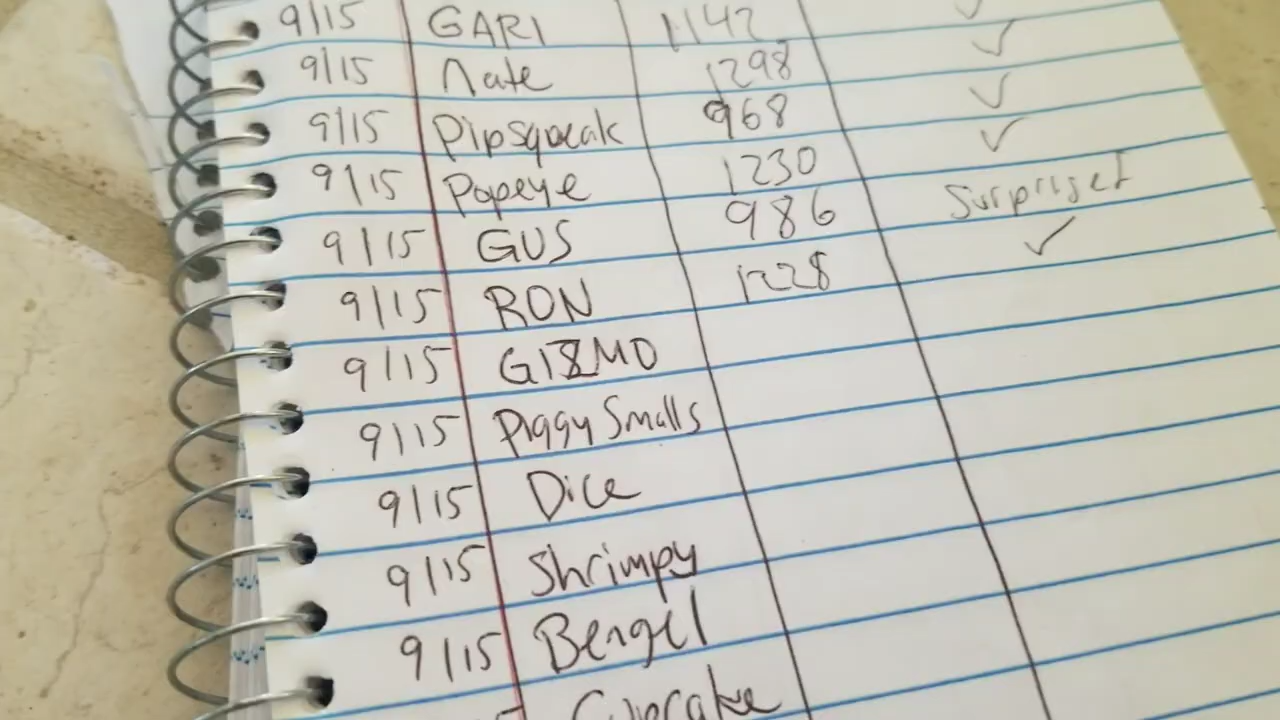 9/15 GARI 1142 ✓
9/15 Nate 1298 ✓
9/15 Pipsqueak 968 ✓
9/15 Popeye 1230 ✓
9/15 GUS 986
9/15 RON 1228 ✓
9/15 GIZMO
9/15 Piggy Smalls
9/15 Dice
9/15 Shrimpy
9/15 Bengel
Cupcake